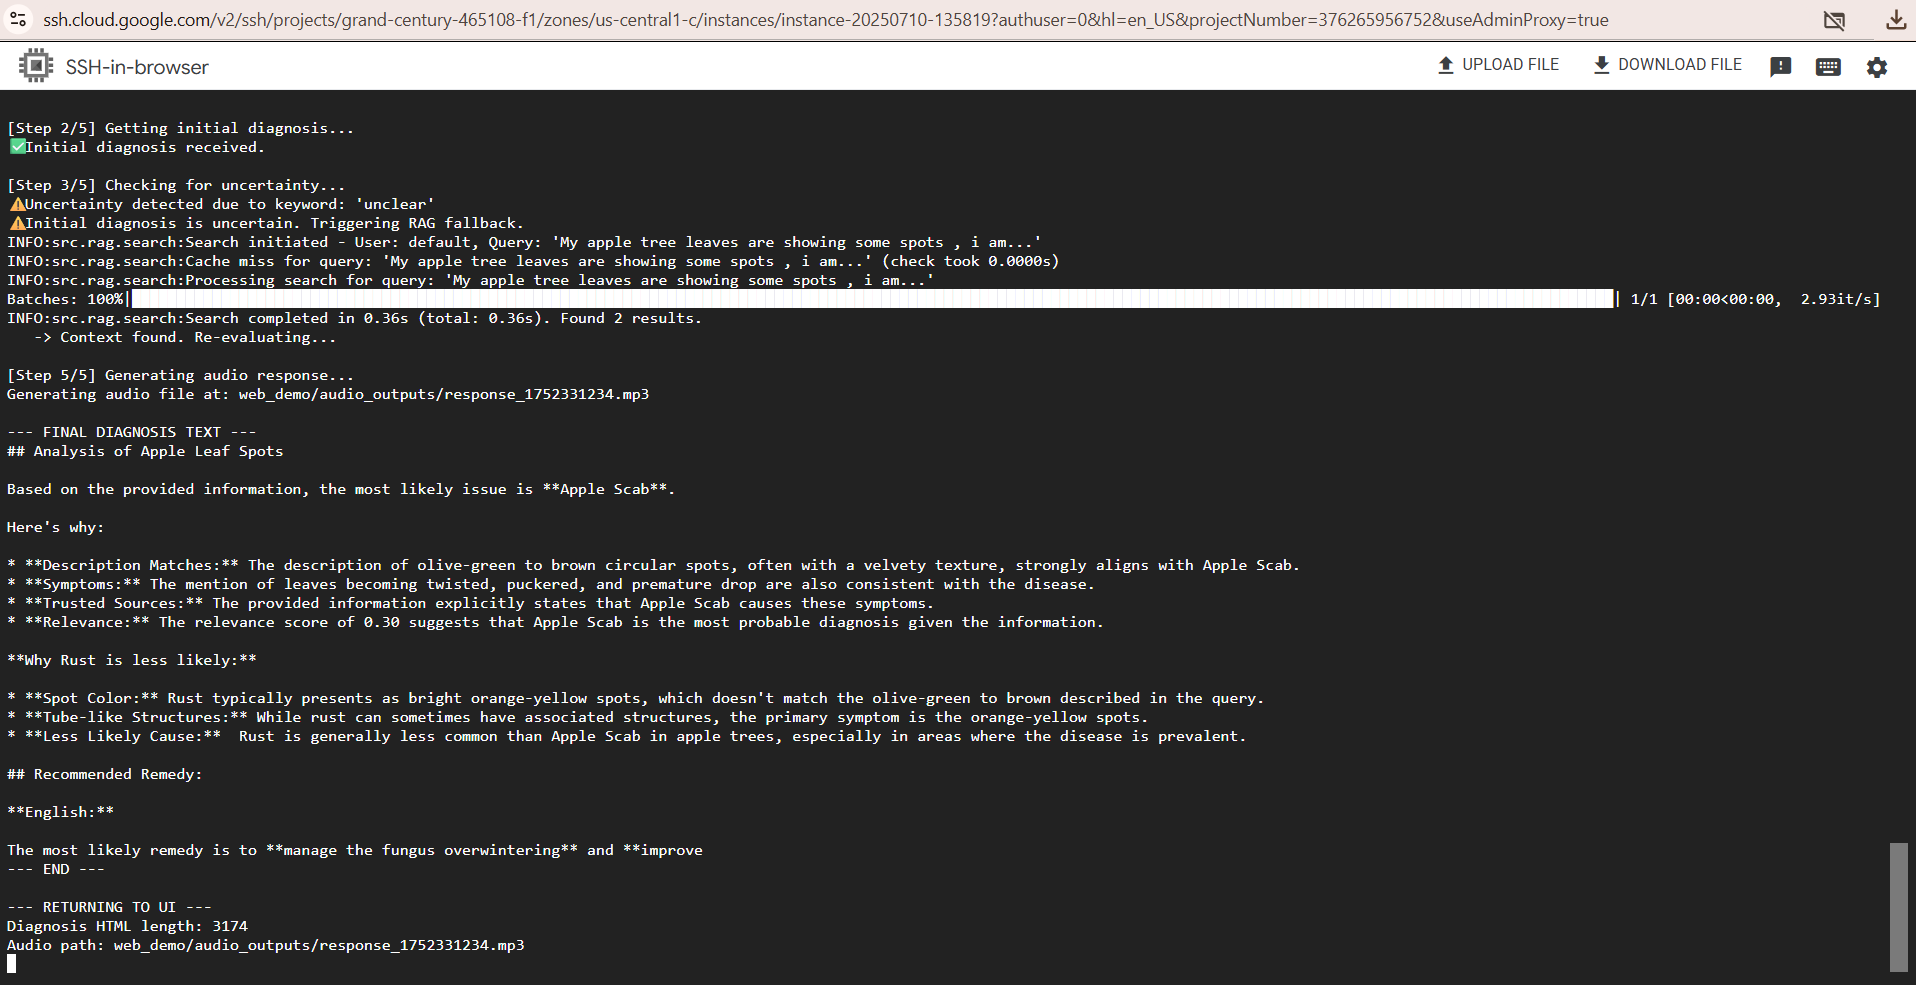 ssh.cloud.google.com/v2/ssh/projects/grand-century-465108-f1/zones/us-central1-c/instances/instance-20250710-135819?authuser=0&hl=en_US&projectNumber=376265956752&useAdminProxy=true
SSH-in-browser
UPLOAD FILE
DOWNLOAD FILE
[Step 2/5] Getting initial diagnosis...
✅Initial diagnosis received.
[Step 3/5] Checking for uncertainty...
⚠Uncertainty detected due to keyword: 'unclear'
⚠Initial diagnosis is uncertain. Triggering RAG fallback.
INFO:src.rag.search:Search initiated - User: default, Query: 'My apple tree leaves are showing some spots , i am...'
INFO:src.rag.search:Cache miss for query: 'My apple tree leaves are showing some spots , i am...' (check took 0.0000s)
INFO:src.rag.search:Processing search for query: 'My apple tree leaves are showing some spots , i am...'
Batches: 100%| | 1/1 [00:00<00:00, 2.93it/s]
INFO:src.rag.search:Search completed in 0.36s (total: 0.36s). Found 2 results.
-> Context found. Re-evaluating...
[Step 5/5] Generating audio response...
Generating audio file at: web_demo/audio_outputs/response_1752331234.mp3
--- FINAL DIAGNOSIS TEXT ---
## Analysis of Apple Leaf Spots
Based on the provided information, the most likely issue is **Apple Scab**.
Here's why:
* **Description Matches:** The description of olive-green to brown circular spots, often with a velvety texture, strongly aligns with Apple Scab.
* **Symptoms:** The mention of leaves becoming twisted, puckered, and premature drop are also consistent with the disease.
* **Trusted Sources:** The provided information explicitly states that Apple Scab causes these symptoms.
* **Relevance:** The relevance score of 0.30 suggests that Apple Scab is the most probable diagnosis given the information.
**Why Rust is less likely:**
* **Spot Color:** Rust typically presents as bright orange-yellow spots, which doesn't match the olive-green to brown described in the query.
* **Tube-like Structures:** While rust can sometimes have associated structures, the primary symptom is the orange-yellow spots.
* **Less Likely Cause:**  Rust is generally less common than Apple Scab in apple trees, especially in areas where the disease is prevalent.
## Recommended Remedy:
**English:**
The most likely remedy is to **manage the fungus overwintering** and **improve
--- END ---
--- RETURNING TO UI ---
Diagnosis HTML length: 3174
Audio path: web_demo/audio_outputs/response_1752331234.mp3